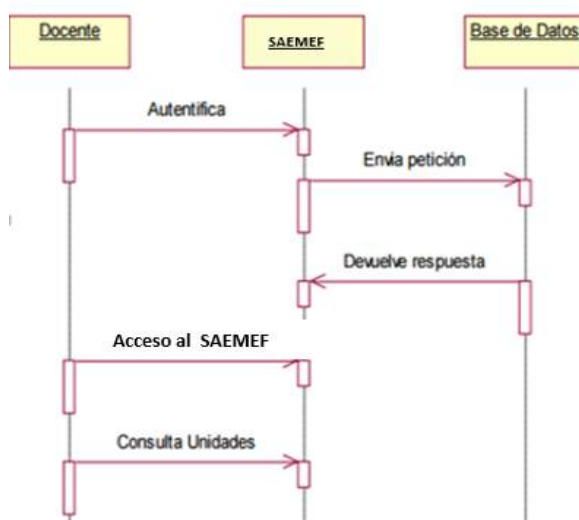 Docente
SAEMEF
Base de Datos
Autentifica
Envia petición
Devuelve respuesta
Acceso al SAEMEF
Consulta Unidades